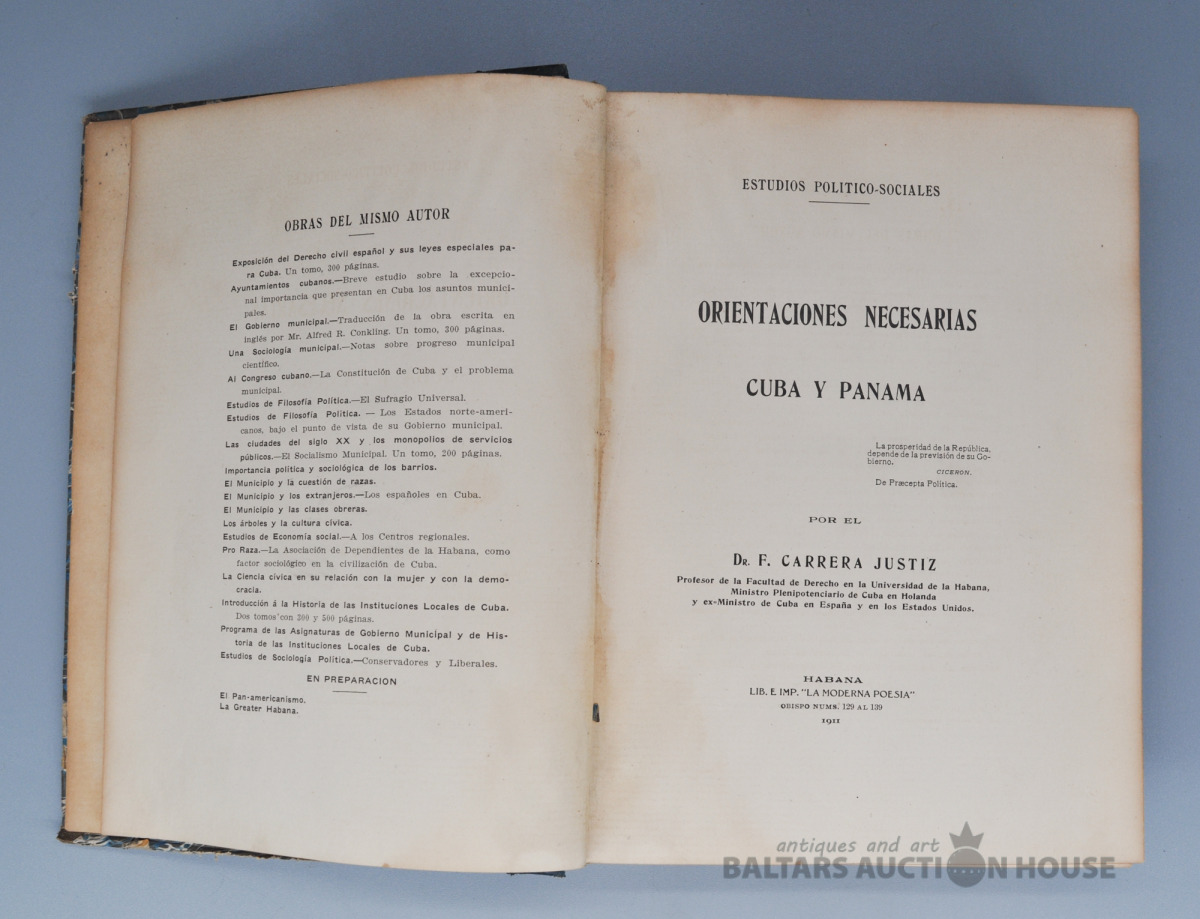 OBRAS DEL MISMO AUTOR
Exposición del Derecho civil español y sus leyes especiales pa-
ra Cuba. Un tomo, 300 páginas.
Ayuntamientos cubanos.—Breve estudio sobre la excepcio-
nal importancia que presentan en Cuba los asuntos munici-
pales.
El Gobierno municipal.—Traducción de la obra escrita en
inglés por Mr. Alfred R. Conkling. Un tomo, 300 páginas.
Una Sociología municipal.—Notas sobre progreso municipal
científico.
Al Congreso cubano.—La Constitución de Cuba y el problema
municipal.
Estudios de Filosofía Política.—El Sufragio Universal.
Estudios de Filosofía Política. — Los Estados norte-ameri-
canos, bajo el punto de vista de su Gobierno municipal.
Las ciudades del siglo XX y los monopolios de servicios
públicos.—El Socialismo Municipal. Un tomo, 200 páginas.
Importancia política y sociológica de los barrios.
El Municipio y la cuestión de razas.
El Municipio y los extranjeros.—Los españoles en Cuba.
El Municipio y las clases obreras.
Los árboles y la cultura cívica.
Estudios de Economía social.—A los Centros regionales.
Pro Raza.—La Asociación de Dependientes de la Habana, como
factor sociológico en la civilización de Cuba.
La Ciencia cívica en su relación con la mujer y con la demo-
cracia.
Introducción á la Historia de las Instituciones Locales de Cuba.
Dos tomos con 200 y 500 páginas.
Programa de las Asignaturas de Gobierno Municipal y de His-
toria de las Instituciones Locales de Cuba.
Estudios de Sociología Política.—Conservadores y Liberales.
EN PREPARACION
El Pan-americanismo.
La Greater Habana.
ESTUDIOS POLITICO-SOCIALES
ORIENTACIONES NECESARIAS
CUBA Y PANAMA
La prosperidad de la República,
depende de la previsión de su Go-
bierno.
CICERON.
De Præcepta Política.
POR EL
DR. F. CARRERA JUSTIZ
Profesor de la Facultad de Derecho en la Universidad de la Habana,
Ministro Plenipotenciario de Cuba en Holanda
y ex-Ministro de Cuba en España y en los Estados Unidos.
HABANA
LIB. E IMP. "LA MODERNA POESIA"
OBISPO NUMS. 129 AL 139
1911
antiques and art
BALTARS AUCTION HOUSE